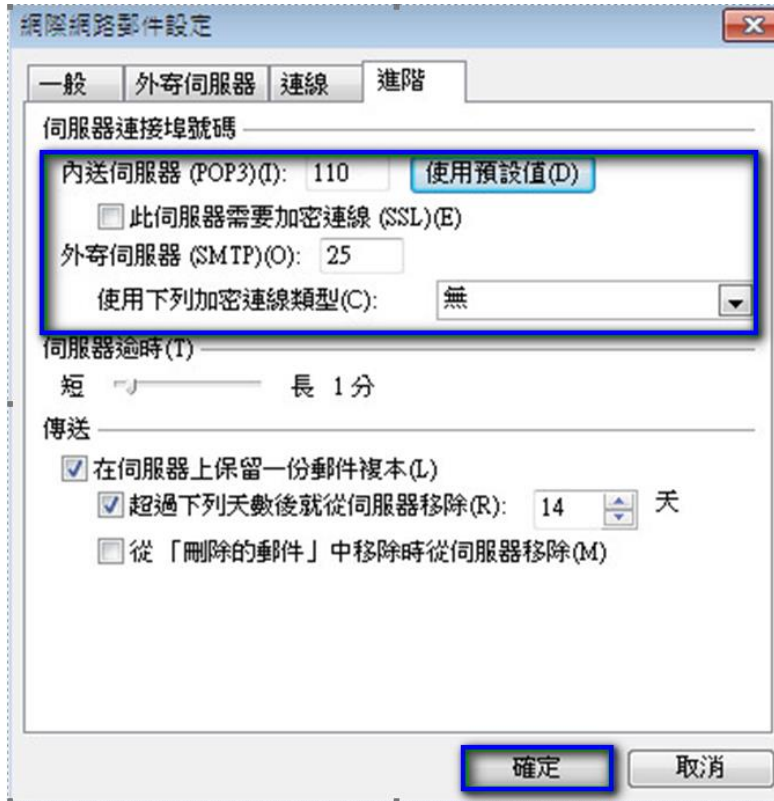 網際網路郵件設定
一般 外寄伺服器 連線 進階
伺服器連接埠號碼
內送伺服器 (POP3)(I): 110 使用預設值(D)
此伺服器需要加密連線 (SSL)(E)
外寄伺服器 (SMTP)(O): 25
使用下列加密連線類型(C): 無
伺服器逾時(T)
短 長 1分
傳送
在伺服器上保留一份郵件複本(L)
超過下列天數後就從伺服器移除(R): 14 天
從「刪除的郵件」中移除時從伺服器移除(M)
確定 取消